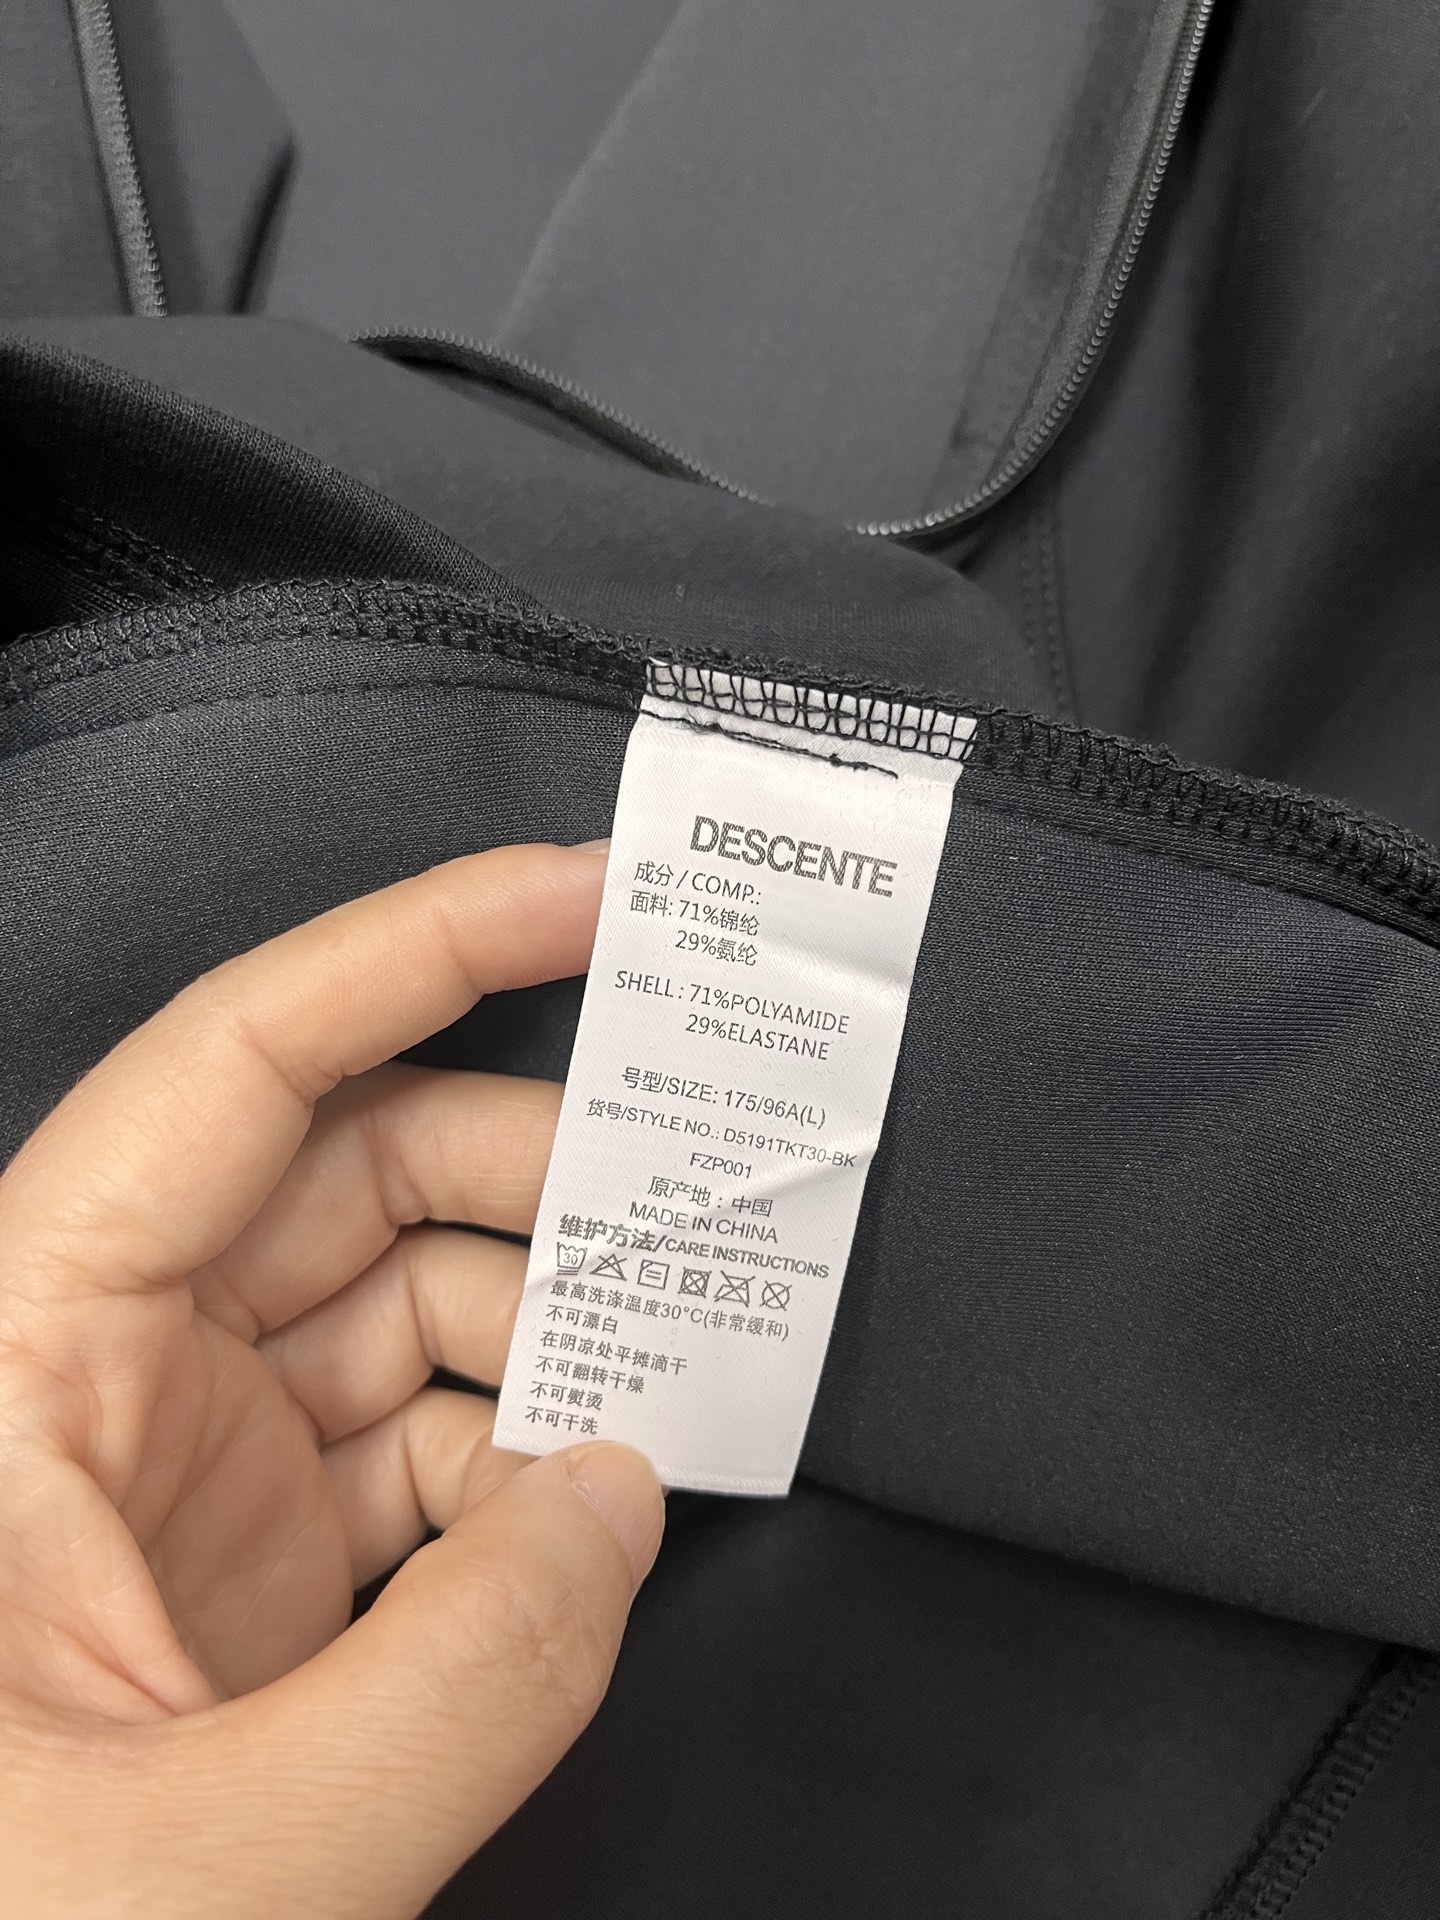 DESCENTE
成分 / COMP.:
面料: 71%锦纶
29%氨纶
SHELL : 71%POLYAMIDE
29%ELASTANE
号型/SIZE: 175/96A(L)
货号/STYLE NO.: D5191TKT30-BK
FZP001
原产地：中国
MADE IN CHINA
维护方法/CARE INSTRUCTIONS
30
最高洗涤温度30°C(非常缓和)
不可漂白
在阴凉处平摊滴干
不可翻转干燥
不可熨烫
不可干洗